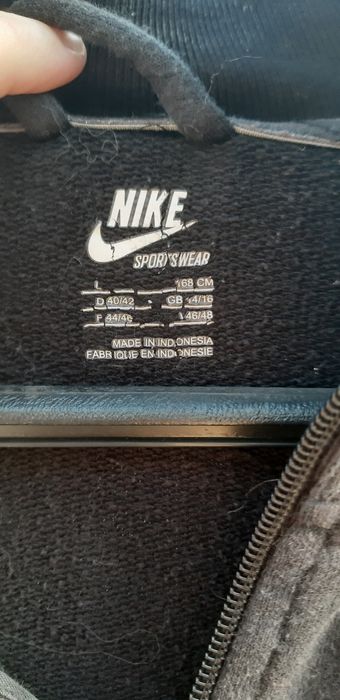 NIKE
SPORTSWEAR
L 168 CM
D 40/42 GB 14/16
F 44/46 I 46/48
MADE IN INDONESIA
FABRIQUE EN INDONESIE